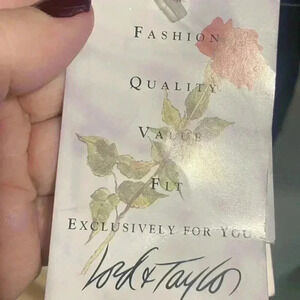 FASHION
QUALITY
VALUE
FIT
EXCLUSIVELY FOR YOU
Lord & Taylor